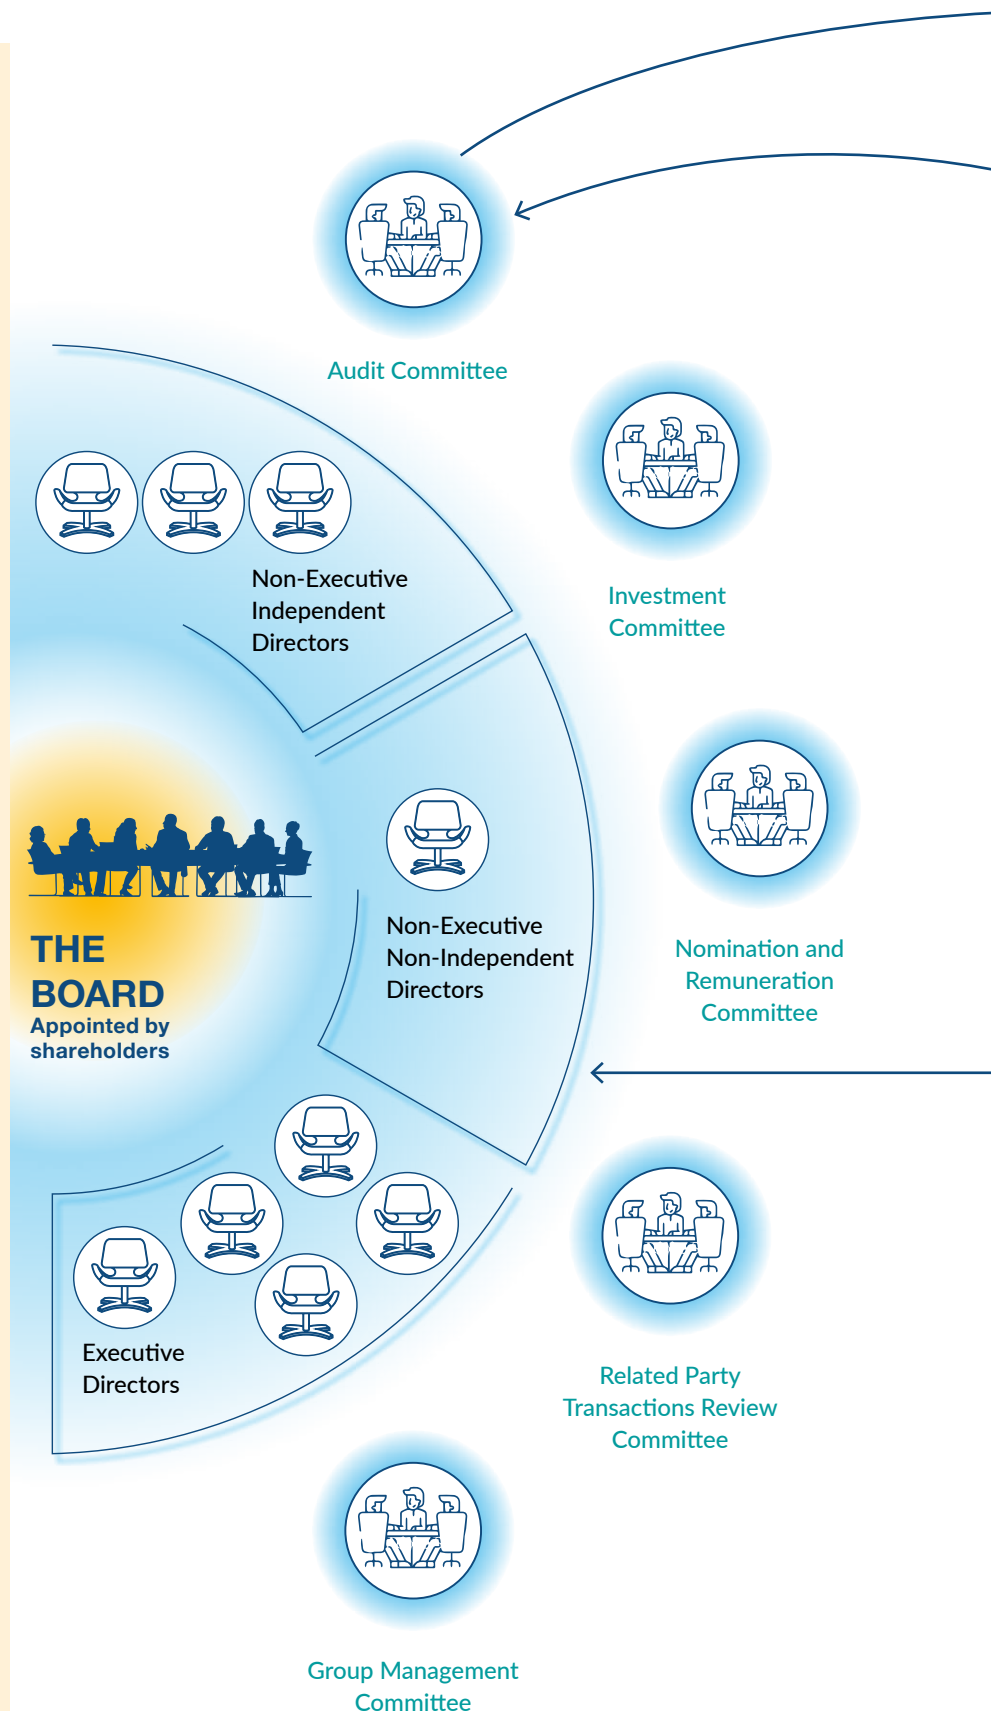 Audit Committee
Investment
Committee
Non-Executive
Independent
Directors
Nomination and
Remuneration
Committee
Non-Executive
Non-Independent
Directors
THE
BOARD
Appointed by
shareholders
Executive
Directors
Related Party
Transactions Review
Committee
Group Management
Committee